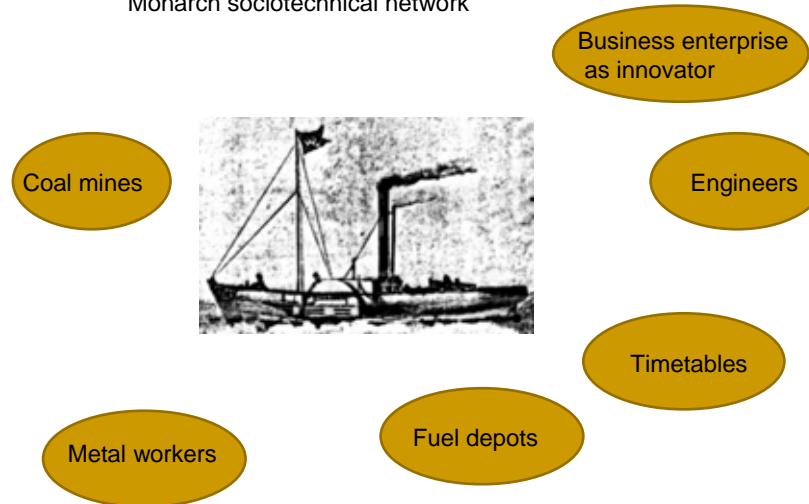 Monarch sociotechnical network
Business enterprise
as innovator
Coal mines
Engineers
Timetables
Fuel depots
Metal workers